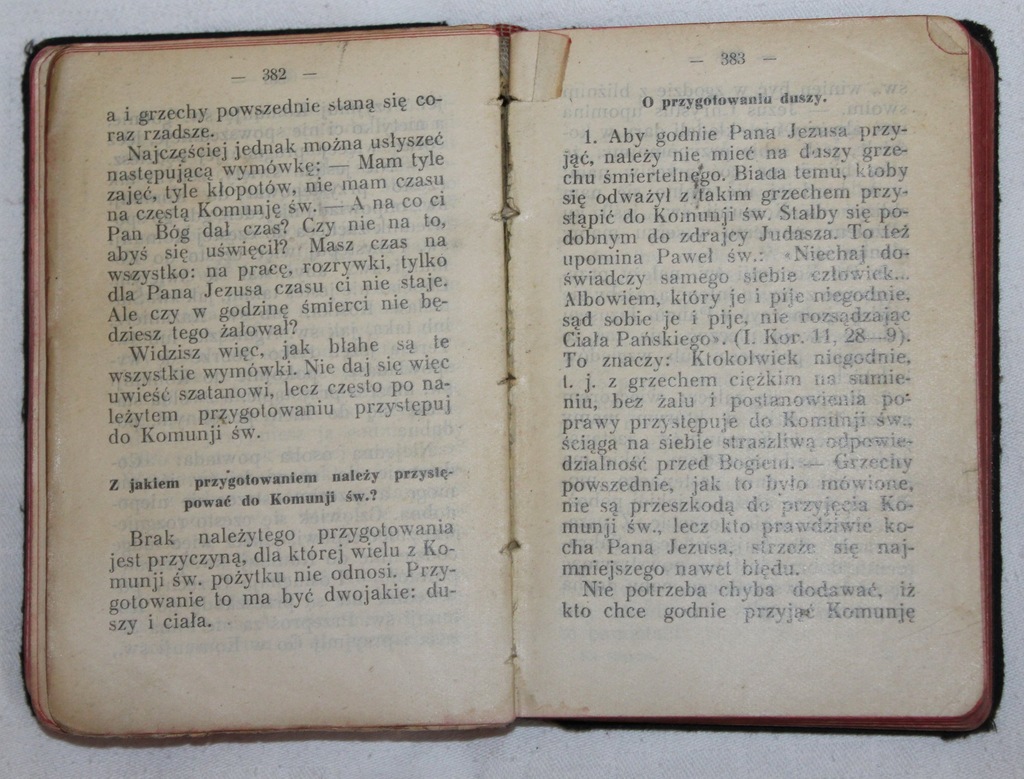 — 382 —
a i grzechy powszednie staną się co-
raz rzadsze.
Najczęściej jednak można usłyszeć
następującą wymówkę: — Mam tyle
zajęć, tyle kłopotów, nie mam czasu
na częstą Komunję św. — A na co ci
Pan Bóg dał czas? Czy nie na to,
abyś się uświęcił? Masz czas na
wszystko: na pracę, rozrywki, tylko
dla Pana Jezusa czasu ci nie staje.
Ale czy w godzinę śmierci nie bę-
dziesz tego żałował?
Widzisz więc, jak błahe są te
wszystkie wymówki. Nie daj się więc
uwieść szatanowi, lecz często po na-
leżytem przygotowaniu przystępuj
do Komunji św.
Z jakiem przygotowaniem należy przystę-
pować do Komunji św.?
Brak należytego przygotowania
jest przyczyną, dla której wielu z Ko-
munji św. pożytku nie odnosi. Przy-
gotowanie to ma być dwojakie: du-
szy i ciała.
— 383 —
O przygotowaniu duszy.
1. Aby godnie Pana Jezusa przy-
jąć, należy nie mieć na duszy grze-
chu śmiertelnego. Biada temu, ktoby
się odważył z takim grzechem przy-
stąpić do Komunji św. Stałby się po-
dobnym do zdrajcy Judasza. To też
upomina Paweł św.: «Niechaj do-
świadczy samego siebie człowiek...
Albowiem, który je i pije niegodnie,
sąd sobie je i pije, nie rozsądzając
Ciała Pańskiego». (I. Kor. 11, 28—9).
To znaczy: Ktokolwiek niegodnie,
t. j. z grzechem ciężkim na sumie-
niu, bez żalu i postanowienia po-
prawy przystępuje do Komunji św.,
ściąga na siebie straszliwą odpowie-
dzialność przed Bogiem. — Grzechy
powszednie, jak to było mówione,
nie są przeszkodą do przyjęcia Ko-
munji św., lecz kto prawdziwie ko-
cha Pana Jezusa, strzeże się naj-
mniejszego nawet błędu.
Nie potrzeba chyba dodawać, iż
kto chce godnie przyjąć Komunję